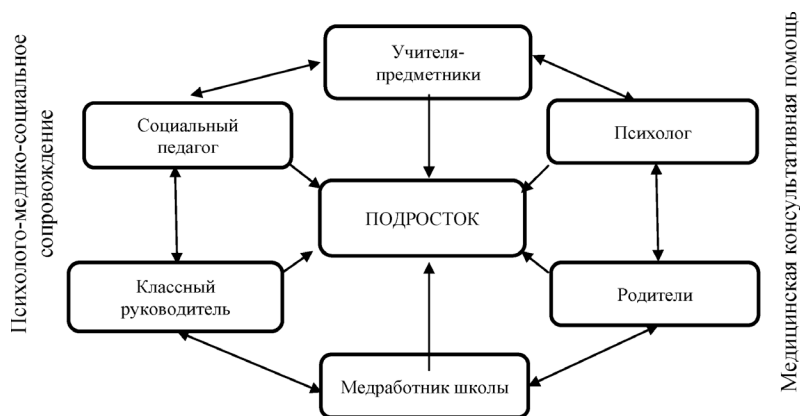 Психолого-медико-социальное
сопровождение
Учителя-
предметники
Социальный
педагог
Психолог
ПОДРОСТОК
Классный
руководитель
Родители
Медработник школы
Медицинская консультативная помощь